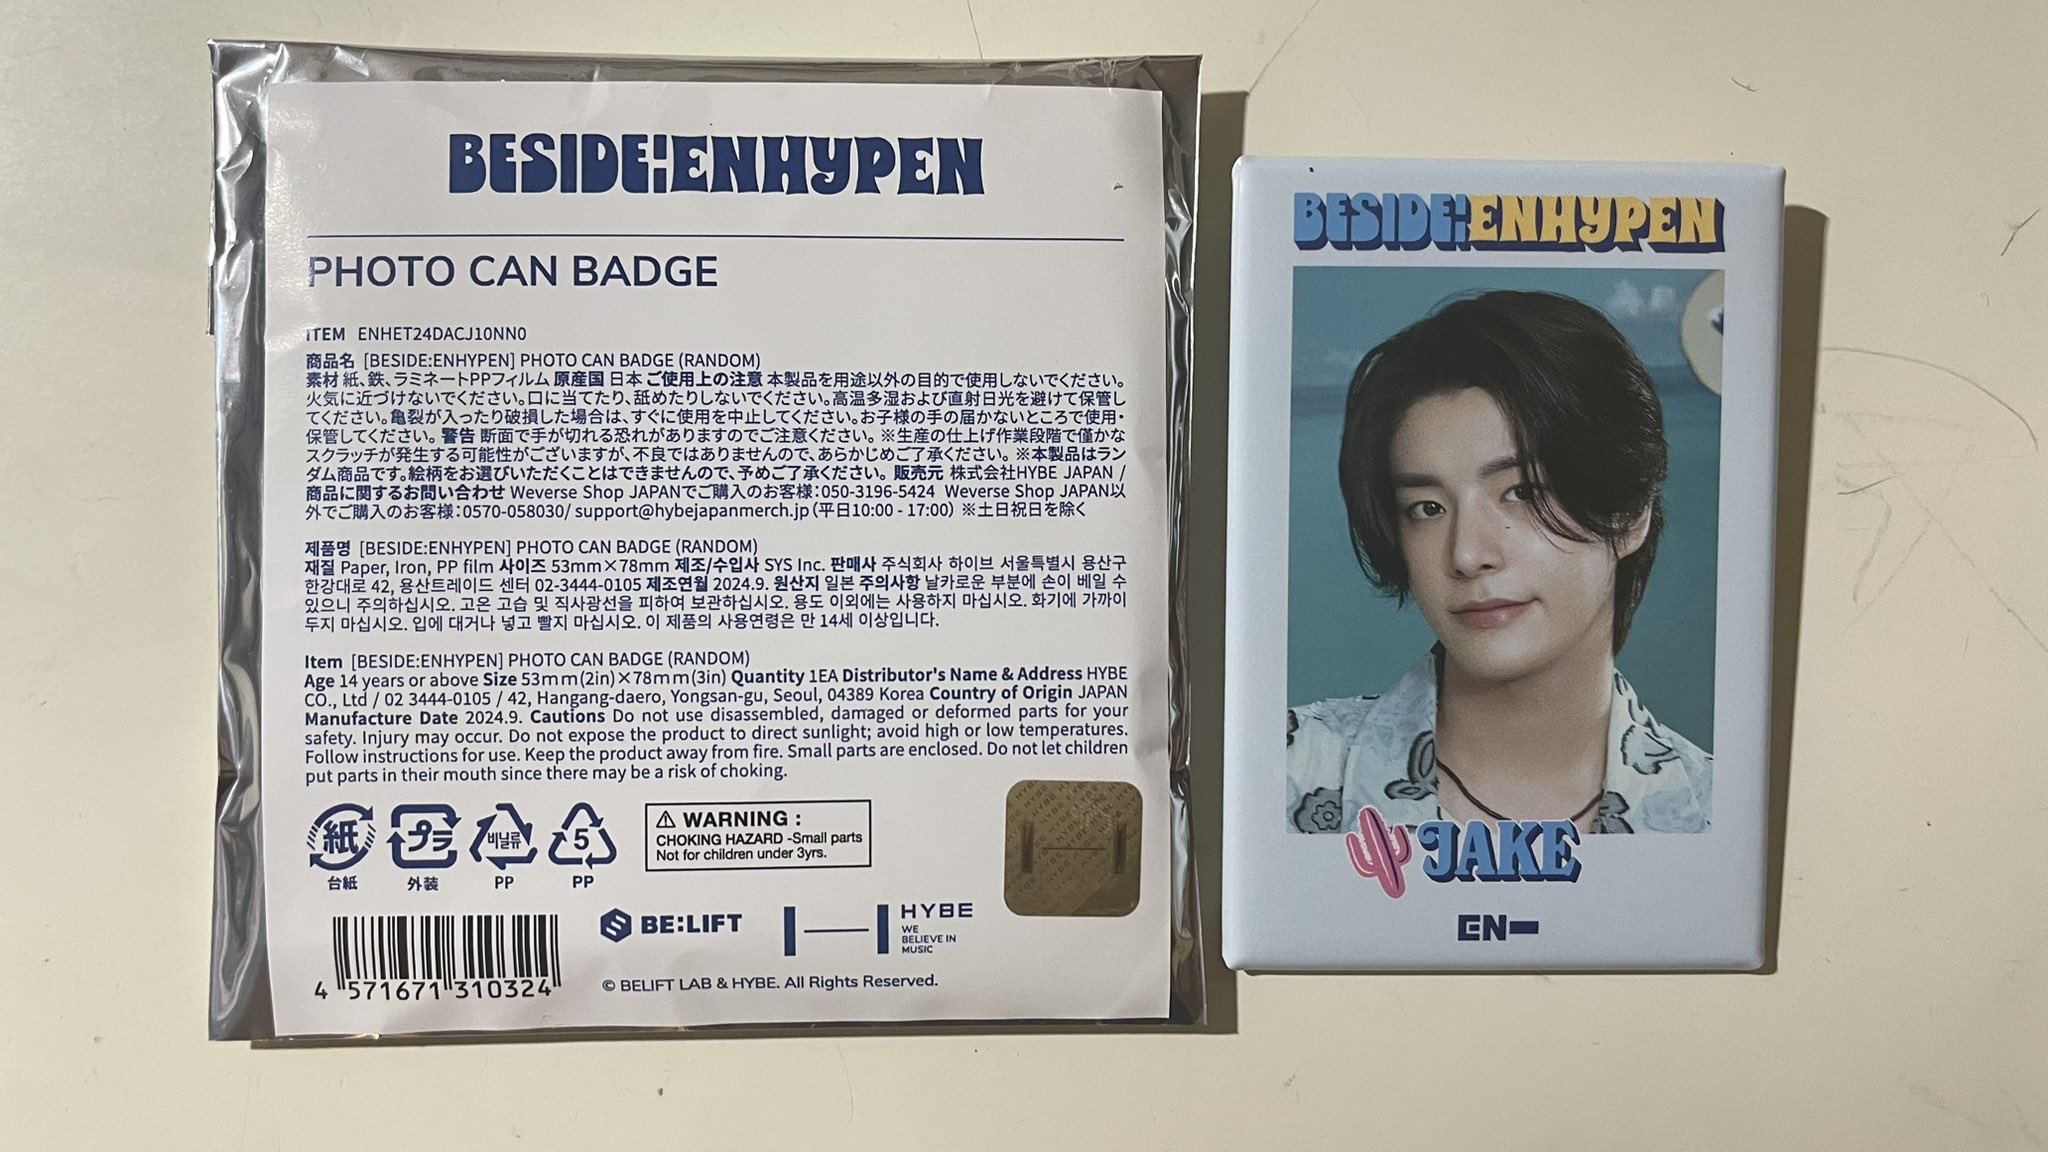 BESIDE:ENHYPEN
PHOTO CAN BADGE
ITEM ENHET24DACJ10NN0
商品名 [BESIDE:ENHYPEN] PHOTO CAN BADGE (RANDOM)
素材 紙、鉄、ラミネートPPフィルム 原産国 日本 ご使用上の注意 本製品を用途以外の目的で使用しないでください。
火気に近づけないでください。口に当てたり、舐めたりしないでください。高温多湿および直射日光を避けて保管し
てください。亀裂が入ったり破損した場合は、すぐに使用を中止してください。お子様の手の届かないところで使用・
保管してください。 警告 断面で手が切れる恐れがありますのでご注意ください。 ※生産の仕上げ作業段階で僅かな
スクラッチが発生する可能性がございますが、不良ではありませんので、あらかじめご了承ください。 ※本製品はラン
ダム商品です。絵柄をお選びいただくことはできませんので、予めご了承ください。 販売元 株式会社HYBE JAPAN /
商品に関するお問い合わせ Weverse Shop JAPANでご購入のお客様：050-3196-5424 Weverse Shop JAPAN以
外でご購入のお客様：0570-058030/ support@hybejapanmerch.jp (平日10:00 - 17:00) ※土日祝日を除く
제품명 [BESIDE:ENHYPEN] PHOTO CAN BADGE (RANDOM)
재질 Paper, Iron, PP film 사이즈 53mm×78mm 제조/수입사 SYS Inc. 판매사 주식회사 하이브 서울특별시 용산구
한강대로 42, 용산트레이드 센터 02-3444-0105 제조연월 2024.9. 원산지 일본 주의사항 날카로운 부분에 손이 베일 수
있으니 주의하십시오. 고온 고습 및 직사광선을 피하여 보관하십시오. 용도 이외에는 사용하지 마십시오. 화기에 가까이
두지 마십시오. 입에 대거나 넣고 빨지 마십시오. 이 제품의 사용연령은 만 14세 이상입니다.
Item [BESIDE:ENHYPEN] PHOTO CAN BADGE (RANDOM)
Age 14 years or above Size 53mm(2in)×78mm(3in) Quantity 1EA Distributor's Name & Address HYBE
CO., Ltd / 02 3444-0105 / 42, Hangang-daero, Yongsan-gu, Seoul, 04389 Korea Country of Origin JAPAN
Manufacture Date 2024.9. Cautions Do not use disassembled, damaged or deformed parts for your
safety. Injury may occur. Do not expose the product to direct sunlight; avoid high or low temperatures.
Follow instructions for use. Keep the product away from fire. Small parts are enclosed. Do not let children
put parts in their mouth since there may be a risk of choking.
紙
台紙
プラ
外装
비닐류
PP
5
PP
WARNING :
CHOKING HAZARD -Small parts
Not for children under 3yrs.
4 571671 310324
BE:LIFT
HYBE
WE
BELIEVE IN
MUSIC
© BELIFT LAB & HYBE. All Rights Reserved.
BESIDE:ENHYPEN
JAKE
EN-